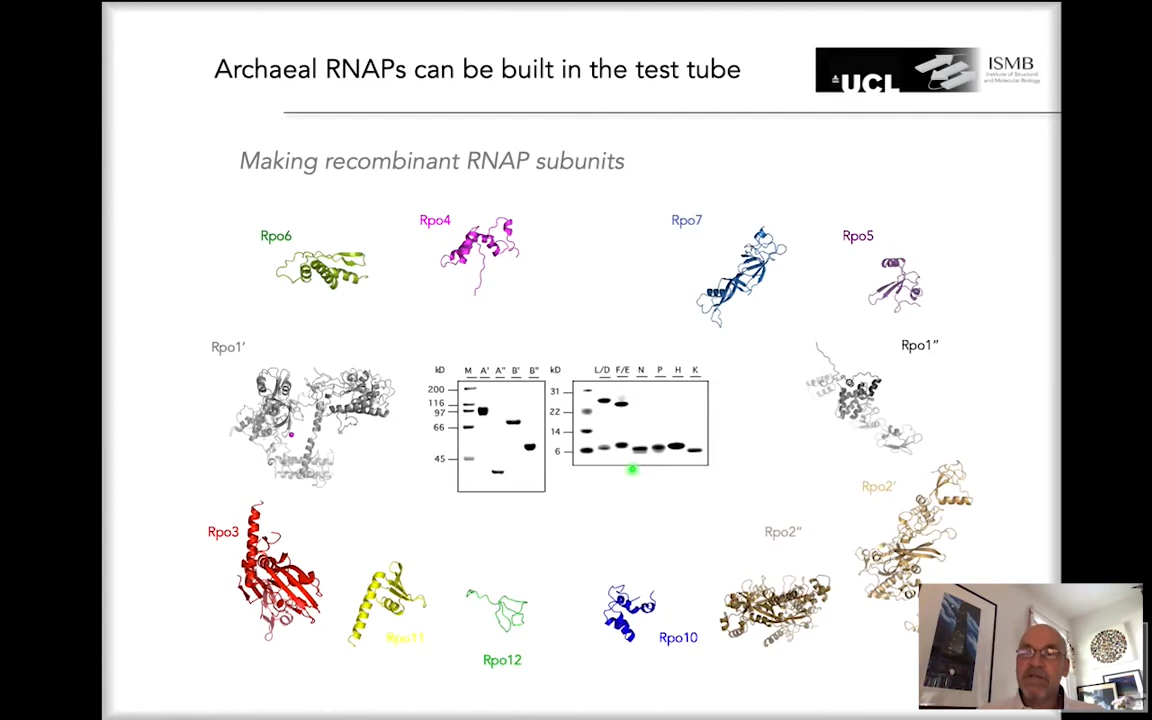 Archaeal RNAPs can be built in the test tube
UCL
ISMB
Institute of Structural
and Molecular Biology
Making recombinant RNAP subunits
Rpo4
Rpo7
Rpo6
Rpo5
Rpo1'
Rpo1"
kD M A' A" B' B" kD L/D F/E N P H K
200
116
97
66
45
31
22
14
6
Rpo2'
Rpo3
Rpo2"
Rpo11
Rpo10
Rpo12